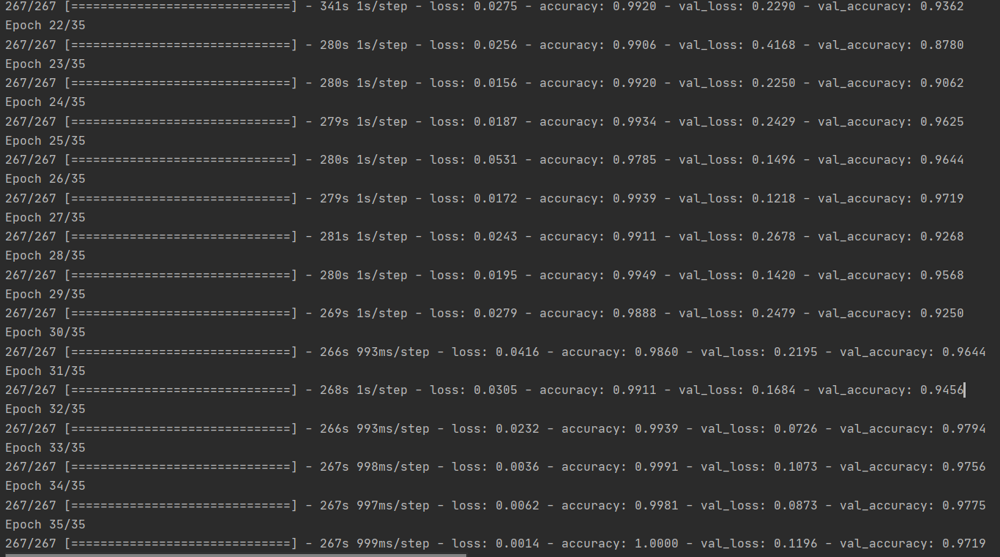 267/267 [==============================] - 341s 1s/step - loss: 0.0275 - accuracy: 0.9920 - val_loss: 0.2290 - val_accuracy: 0.9362
Epoch 22/35
267/267 [==============================] - 280s 1s/step - loss: 0.0256 - accuracy: 0.9906 - val_loss: 0.4168 - val_accuracy: 0.8780
Epoch 23/35
267/267 [==============================] - 280s 1s/step - loss: 0.0156 - accuracy: 0.9920 - val_loss: 0.2250 - val_accuracy: 0.9062
Epoch 24/35
267/267 [==============================] - 279s 1s/step - loss: 0.0187 - accuracy: 0.9934 - val_loss: 0.2429 - val_accuracy: 0.9625
Epoch 25/35
267/267 [==============================] - 280s 1s/step - loss: 0.0531 - accuracy: 0.9785 - val_loss: 0.1496 - val_accuracy: 0.9644
Epoch 26/35
267/267 [==============================] - 279s 1s/step - loss: 0.0172 - accuracy: 0.9939 - val_loss: 0.1218 - val_accuracy: 0.9719
Epoch 27/35
267/267 [==============================] - 281s 1s/step - loss: 0.0243 - accuracy: 0.9911 - val_loss: 0.2678 - val_accuracy: 0.9268
Epoch 28/35
267/267 [==============================] - 280s 1s/step - loss: 0.0195 - accuracy: 0.9949 - val_loss: 0.1420 - val_accuracy: 0.9568
Epoch 29/35
267/267 [==============================] - 269s 1s/step - loss: 0.0279 - accuracy: 0.9888 - val_loss: 0.2479 - val_accuracy: 0.9250
Epoch 30/35
267/267 [==============================] - 266s 993ms/step - loss: 0.0416 - accuracy: 0.9860 - val_loss: 0.2195 - val_accuracy: 0.9644
Epoch 31/35
267/267 [==============================] - 268s 1s/step - loss: 0.0305 - accuracy: 0.9911 - val_loss: 0.1684 - val_accuracy: 0.9456
Epoch 32/35
267/267 [==============================] - 266s 993ms/step - loss: 0.0232 - accuracy: 0.9939 - val_loss: 0.0726 - val_accuracy: 0.9794
Epoch 33/35
267/267 [==============================] - 267s 998ms/step - loss: 0.0036 - accuracy: 0.9991 - val_loss: 0.1073 - val_accuracy: 0.9756
Epoch 34/35
267/267 [==============================] - 267s 997ms/step - loss: 0.0062 - accuracy: 0.9981 - val_loss: 0.0873 - val_accuracy: 0.9775
Epoch 35/35
267/267 [==============================] - 267s 999ms/step - loss: 0.0014 - accuracy: 1.0000 - val_loss: 0.1196 - val_accuracy: 0.9719